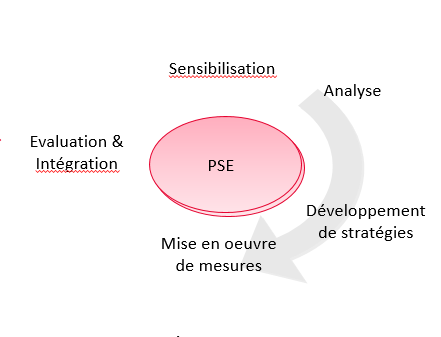 Sensibilisation
Analyse
Evaluation &
Intégration
PSE
Développement
de stratégies
Mise en oeuvre
de mesures